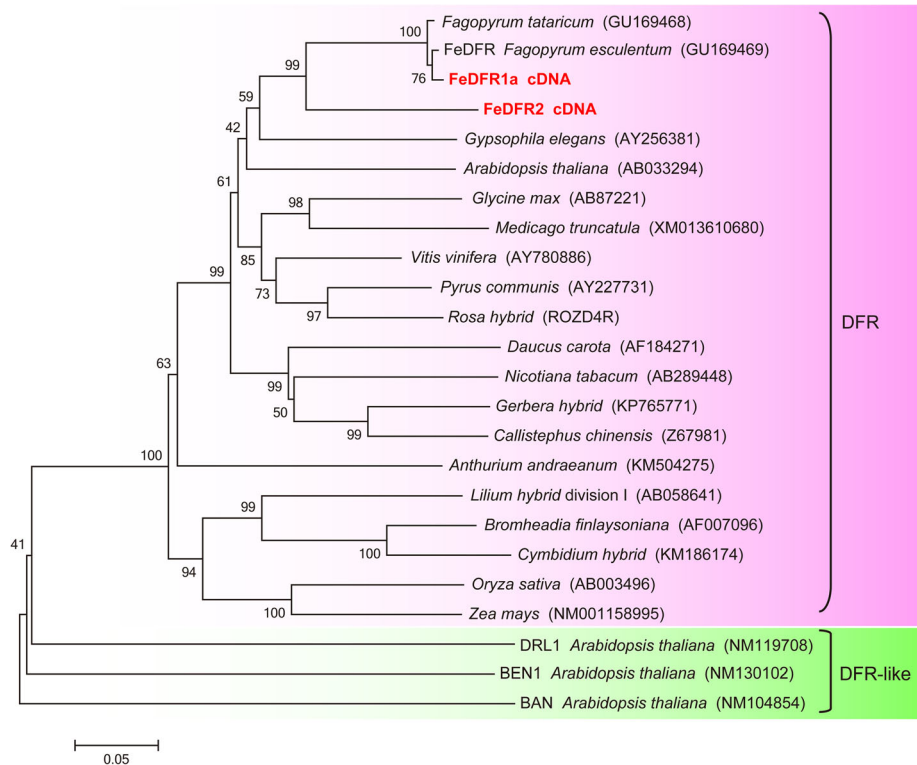 100
Fagopyrum tataricum (GU169468)
FeDFR Fagopyrum esculentum (GU169469)
76
FeDFR1a cDNA
99
FeDFR2 cDNA
59
Gypsophila elegans (AY256381)
42
Arabidopsis thaliana (AB033294)
61
98
Glycine max (AB87221)
Medicago truncatula (XM013610680)
85
Vitis vinifera (AY780886)
99
73
Pyrus communis (AY227731)
97
Rosa hybrid (ROZD4R)
DFR
Daucus carota (AF184271)
63
99
Nicotiana tabacum (AB289448)
50
Gerbera hybrid (KP765771)
99
Callistephus chinensis (Z67981)
100
Anthurium andraeanum (KM504275)
99
Lilium hybrid division I (AB058641)
Bromheadia finlaysoniana (AF007096)
100
Cymbidium hybrid (KM186174)
41
94
Oryza sativa (AB003496)
100
Zea mays (NM001158995)
DRL1 Arabidopsis thaliana (NM119708)
BEN1 Arabidopsis thaliana (NM130102)
DFR-like
BAN Arabidopsis thaliana (NM104854)
0.05